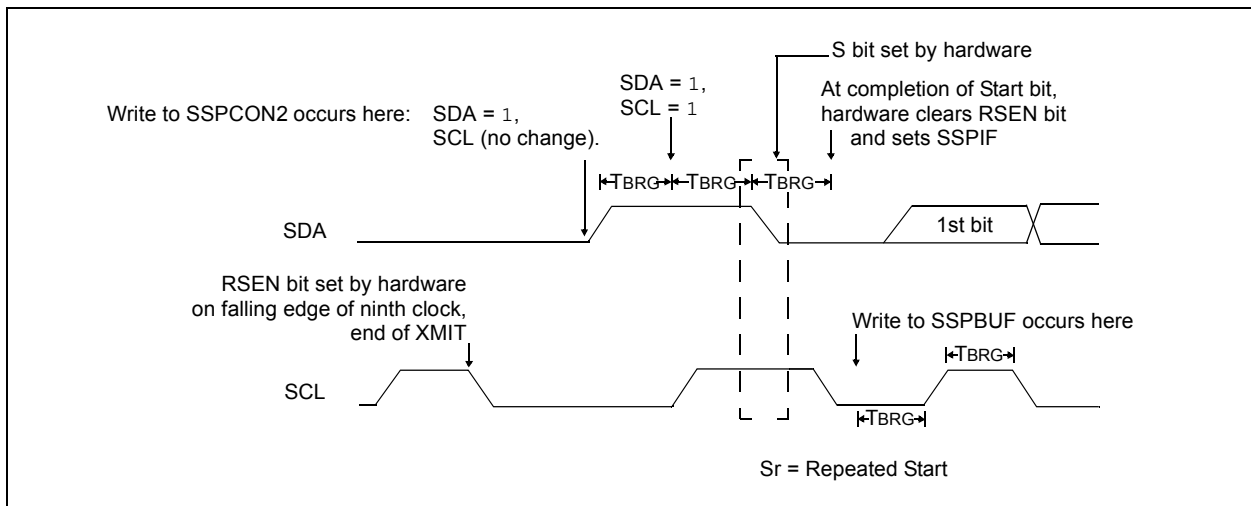 S bit set by hardware
SDA = 1,
SCL = 1
At completion of Start bit,
hardware clears RSEN bit
and sets SSPIF
Write to SSPCON2 occurs here:
SDA = 1,
SCL (no change).
TBRG
TBRG
TBRG
SDA
1st bit
RSEN bit set by hardware
on falling edge of ninth clock,
end of XMIT
Write to SSPBUF occurs here
TBRG
SCL
TBRG
Sr = Repeated Start